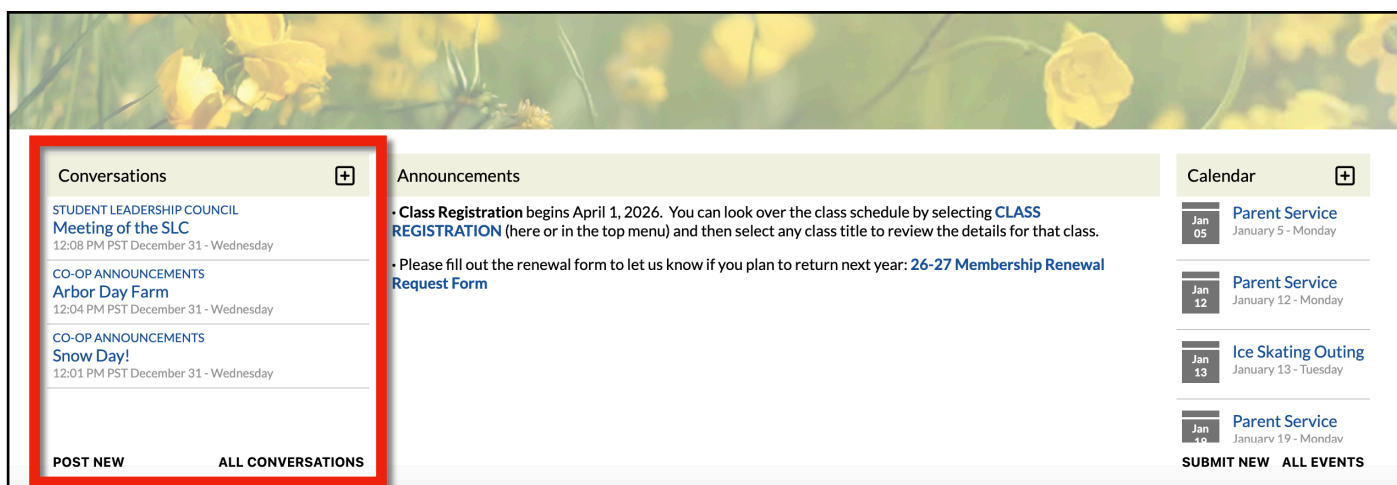 Conversations
STUDENT LEADERSHIP COUNCIL
Meeting of the SLC
12:08 PM PST December 31 - Wednesday
CO-OP ANNOUNCEMENTS
Arbor Day Farm
12:04 PM PST December 31 - Wednesday
CO-OP ANNOUNCEMENTS
Snow Day!
12:01 PM PST December 31 - Wednesday
POST NEW
ALL CONVERSATIONS
Announcements
· Class Registration begins April 1, 2026. You can look over the class schedule by selecting CLASS
REGISTRATION (here or in the top menu) and then select any class title to review the details for that class.
· Please fill out the renewal form to let us know if you plan to return next year: 26-27 Membership Renewal
Request Form
Calendar
Jan
05
Parent Service
January 5 - Monday
Jan
12
Parent Service
January 12 - Monday
Jan
13
Ice Skating Outing
January 13 - Tuesday
Jan
19
Parent Service
January 19 - Monday
SUBMIT NEW
ALL EVENTS